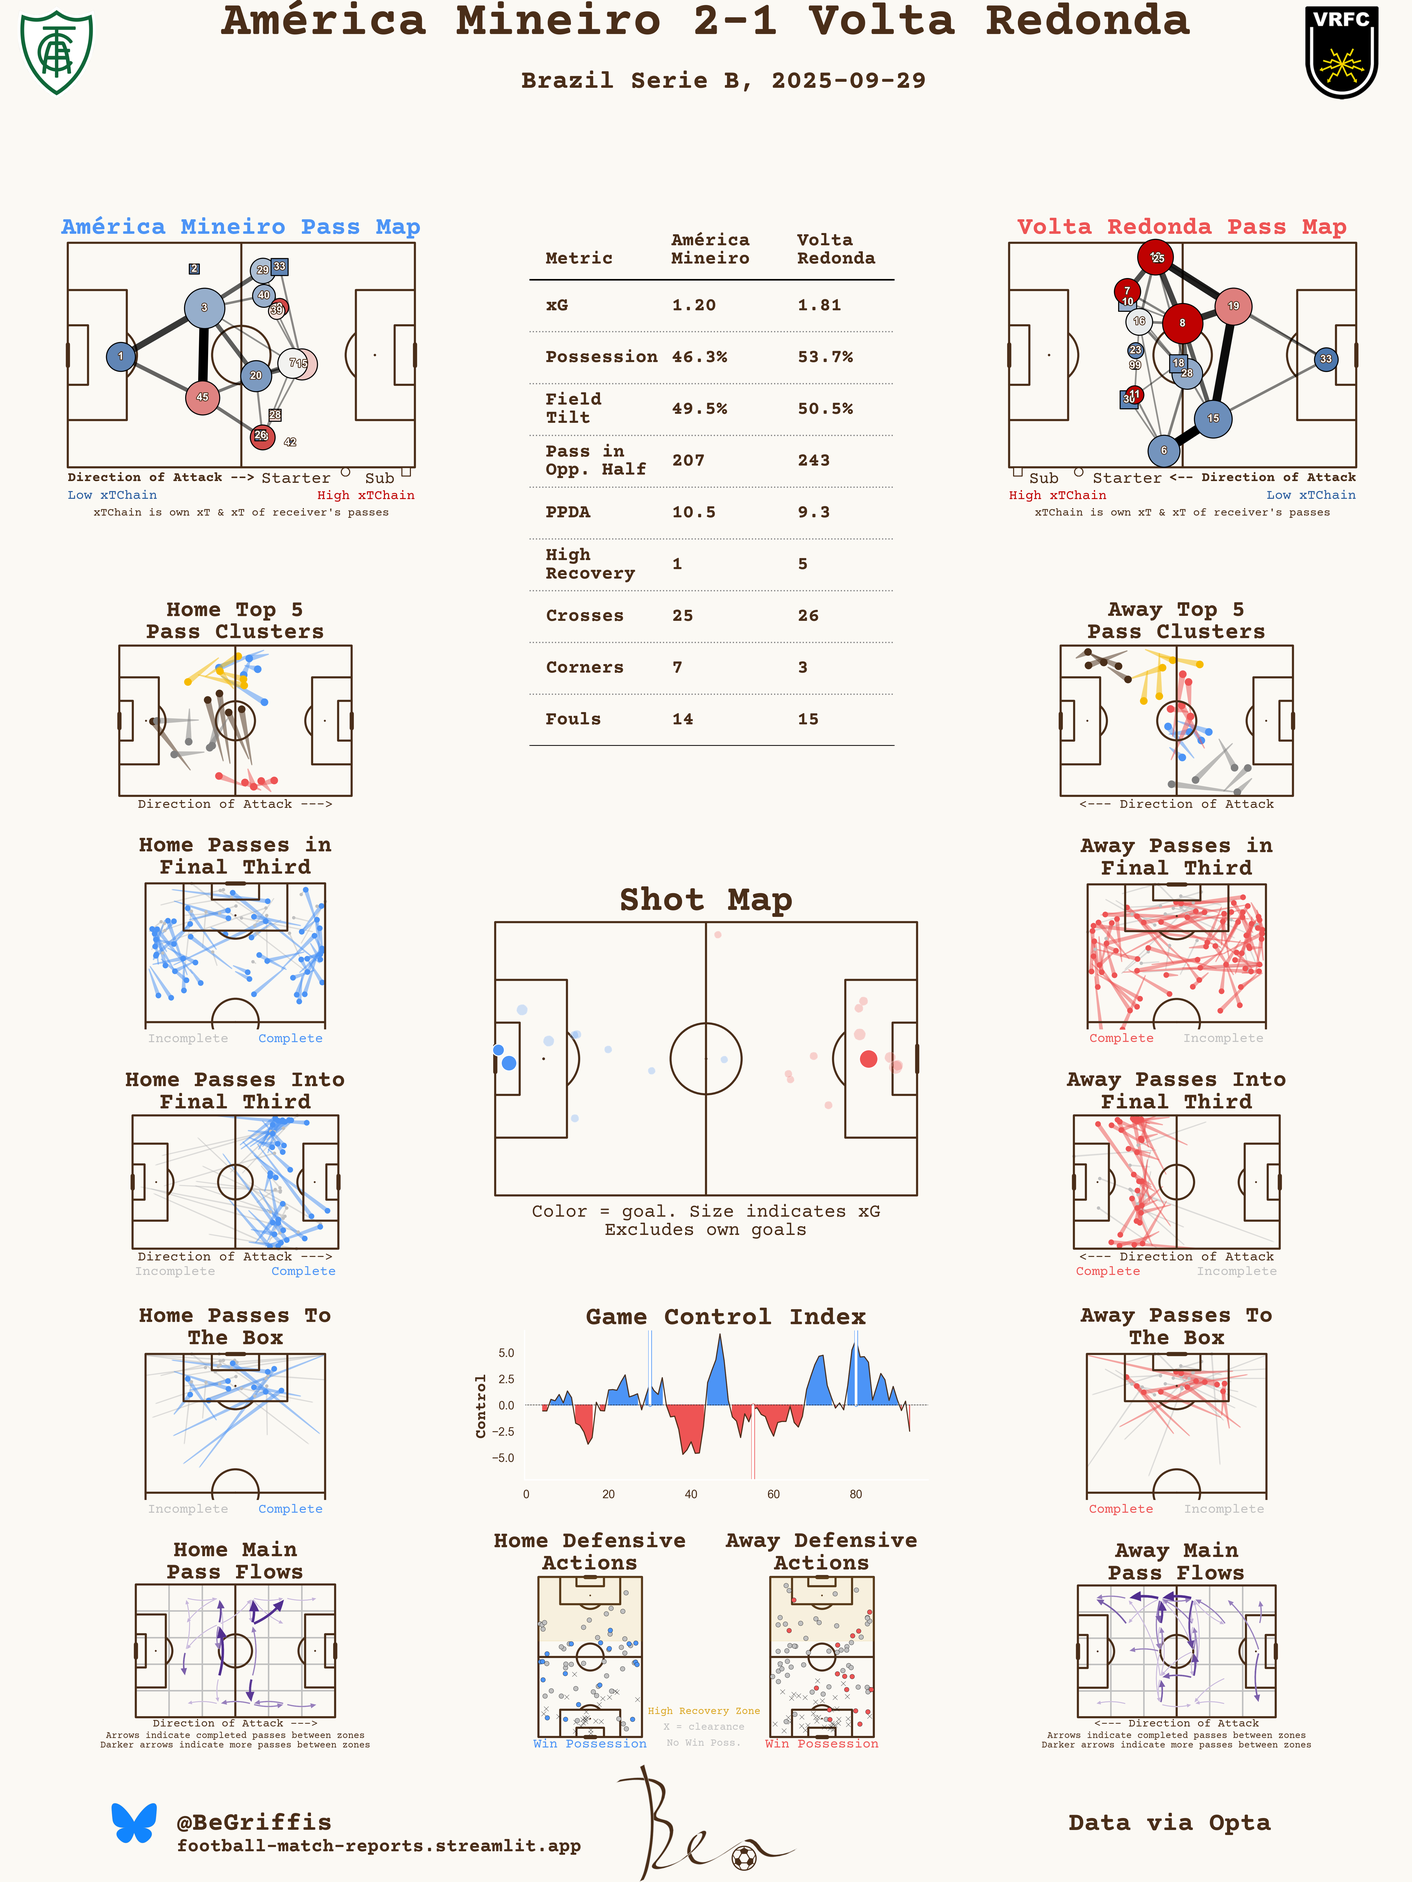 América Mineiro 2-1 Volta Redonda
Brazil Serie B, 2025-09-29
VRFC
América Mineiro Pass Map
2
29
33
3
40
39
1
7
15
20
45
28
26
42
Direction of Attack --> Starter Sub
Low xTChain High xTChain
xTChain is own xT & xT of receiver's passes
Metric América Mineiro Volta Redonda
xG 1.20 1.81
Possession 46.3% 53.7%
Field Tilt 49.5% 50.5%
Pass in Opp. Half 207 243
PPDA 10.5 9.3
High Recovery 1 5
Crosses 25 26
Corners 7 3
Fouls 14 15
Volta Redonda Pass Map
25
7
10
19
16
8
23
99
18
28
33
11
30
15
6
Sub Starter <-- Direction of Attack
High xTChain Low xTChain
xTChain is own xT & xT of receiver's passes
Home Top 5
Pass Clusters
Direction of Attack --->
Away Top 5
Pass Clusters
<--- Direction of Attack
Home Passes in
Final Third
Incomplete Complete
Away Passes in
Final Third
Complete Incomplete
Shot Map
Color = goal. Size indicates xG
Excludes own goals
Home Passes Into
Final Third
Direction of Attack --->
Incomplete Complete
Away Passes Into
Final Third
<--- Direction of Attack
Complete Incomplete
Home Passes To
The Box
Incomplete Complete
Game Control Index
Control
5.0
2.5
0.0
−2.5
−5.0
0 20 40 60 80
Away Passes To
The Box
Complete Incomplete
Home Main
Pass Flows
Direction of Attack --->
Arrows indicate completed passes between zones
Darker arrows indicate more passes between zones
Home Defensive
Actions
Win Possession
High Recovery Zone
X = clearance
No Win Poss.
Away Defensive
Actions
Win Possession
Away Main
Pass Flows
<--- Direction of Attack
Arrows indicate completed passes between zones
Darker arrows indicate more passes between zones
@BeGriffis
football-match-reports.streamlit.app
Ben
Data via Opta